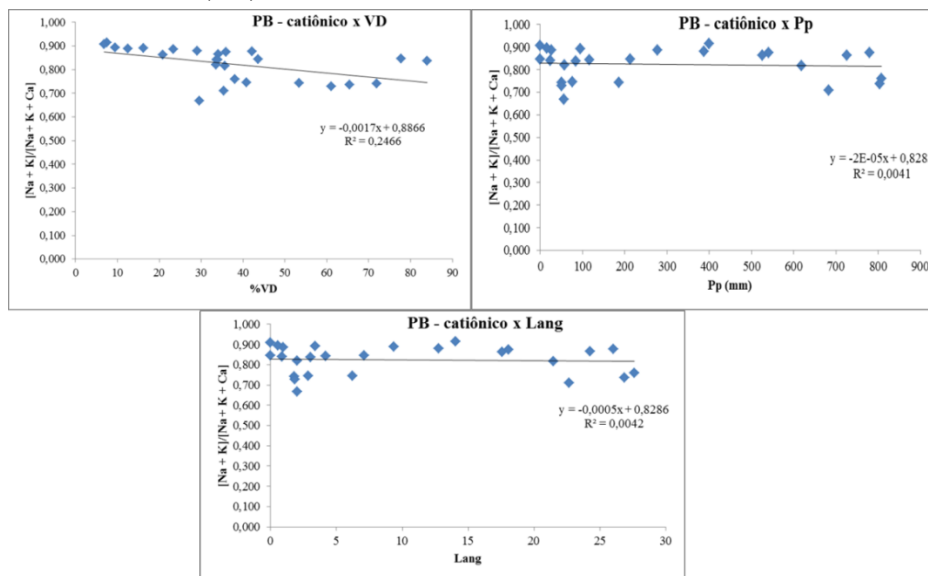 PB - catiônico x VD
1,000
0,900
0,800
0,700
0,600
0,500
0,400
0,300
0,200
0,100
0,000
[Na + K]/[Na + K + Ca]
y = -0,0017x + 0,8866
R² = 0,2466
0 10 20 30 40 50 60 70 80 90
%VD
PB - catiônico x Pp
1,000
0,900
0,800
0,700
0,600
0,500
0,400
0,300
0,200
0,100
0,000
[Na + K]/[Na + K + Ca]
y = -2E-05x + 0,828
R² = 0,0041
0 100 200 300 400 500 600 700 800 900
Pp (mm)
PB - catiônico x Lang
1,000
0,900
0,800
0,700
0,600
0,500
0,400
0,300
0,200
0,100
0,000
[Na + K]/[Na + K + Ca]
y = -0,0005x + 0,8286
R² = 0,0042
0 5 10 15 20 25 30
Lang